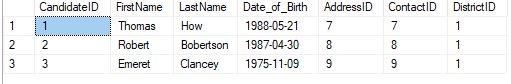 CandidateID FirstName LastName Date_of_Birth AddressID ContactID DistrictID
1 1 Thomas How 1988-05-21 7 7 1
2 2 Robert Bobertson 1987-04-30 8 8 1
3 3 Emeret Clancey 1975-11-09 9 9 1